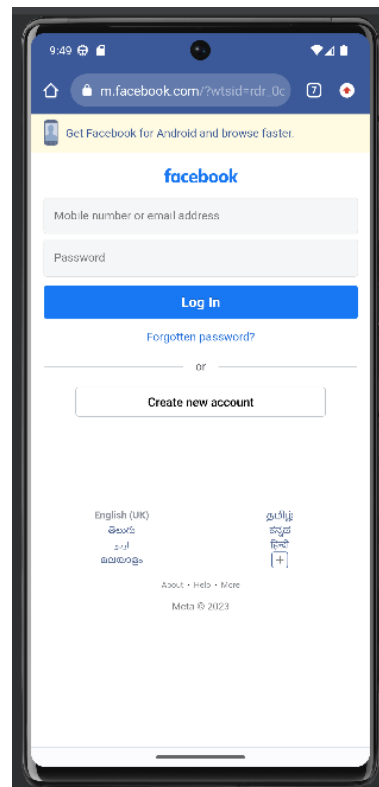 9:49
m.facebook.com/?wtsid=rdr_0c
7
Get Facebook for Android and browse faster.
facebook
Mobile number or email address
Password
Log In
Forgotten password?
or
Create new account
English (UK) தமிழ்
తెలుగు ಕನ್ನಡ
اردو हिन्दी
മലയാളം +
About • Help • More
Meta © 2023